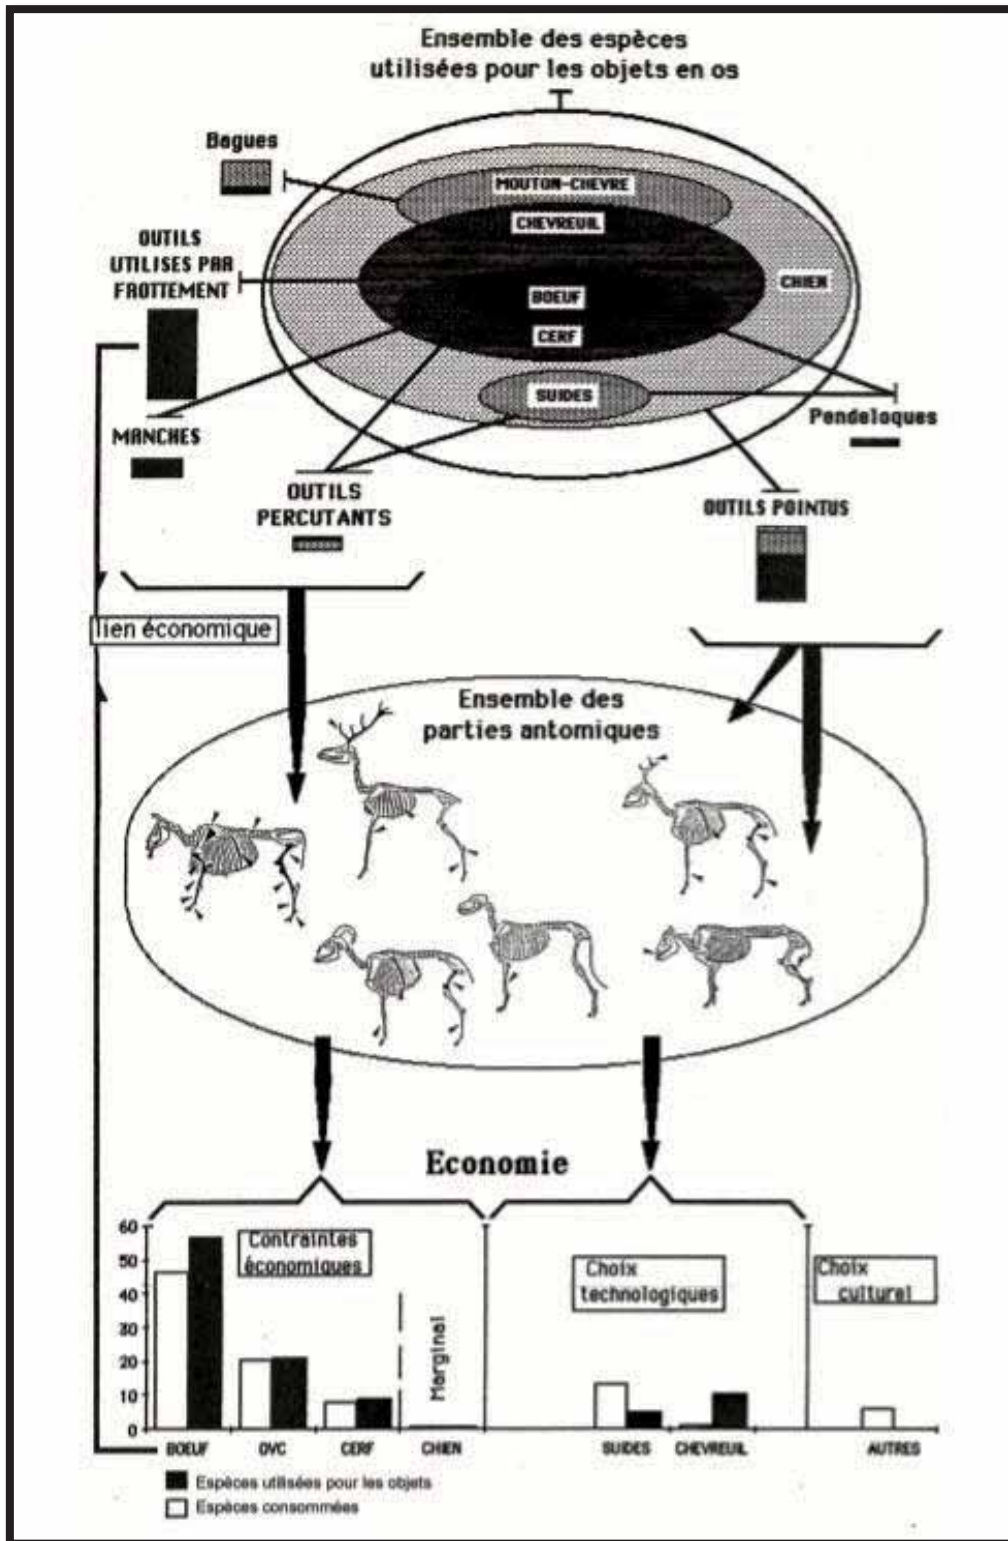 Ensemble des espèces
utilisées pour les objets en os
Bagues
MOUTON-CHEVRE
CHEVREUIL
OUTILS
UTILISES PAR
FROTTEMENT
CHIEN
BOEUF
CERF
SUIDES
Pendeloques
MANCHES
OUTILS
PERCUTANTS
OUTILS POINTUS
lien économique
Ensemble des
parties antomiques
Economie
60
50
40
30
20
10
0
Contraintes
économiques
Marginal
Choix
technologiques
Choix
culturel
BOEUF OVC CERF CHIEN SUIDES CHEVREUIL AUTRES
Espèces utilisées pour les objets
Espèces consommées